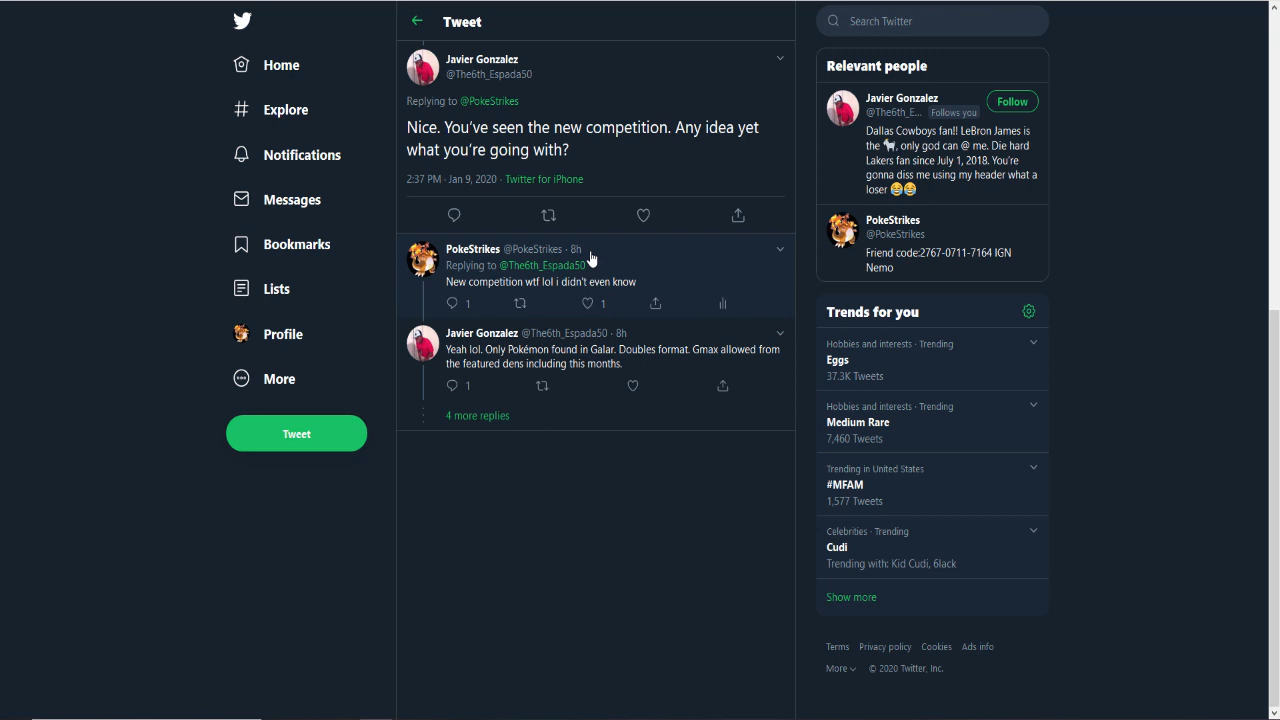 Home
Explore
Notifications
Messages
Bookmarks
Lists
Profile
More
Tweet
Tweet
Javier Gonzalez
@The6th_Espada50
Replying to @PokeStrikes
Nice. You've seen the new competition. Any idea yet
what you're going with?
2:37 PM · Jan 9, 2020 · Twitter for iPhone
PokeStrikes @PokeStrikes · 8h
Replying to @The6th_Espada50
New competition wtf lol i didn't even know
1
1
Javier Gonzalez @The6th_Espada50 · 8h
Yeah lol. Only Pokémon found in Galar. Doubles format. Gmax allowed from
the featured dens including this months.
1
4 more replies
Search Twitter
Relevant people
Javier Gonzalez
@The6th_E... Follows you
Follow
Dallas Cowboys fan!! LeBron James is
the 🐐, only god can @ me. Die hard
Lakers fan since July 1, 2018. You're
gonna diss me using my header what a
loser 😂😂
PokeStrikes
@PokeStrikes
Friend code:2767-0711-7164 IGN
Nemo
Trends for you
Hobbies and interests · Trending
Eggs
37.3K Tweets
Hobbies and interests · Trending
Medium Rare
7,460 Tweets
Trending in United States
#MFAM
1,577 Tweets
Celebrities · Trending
Cudi
Trending with: Kid Cudi, 6lack
Show more
Terms Privacy policy Cookies Ads info
More © 2020 Twitter, Inc.